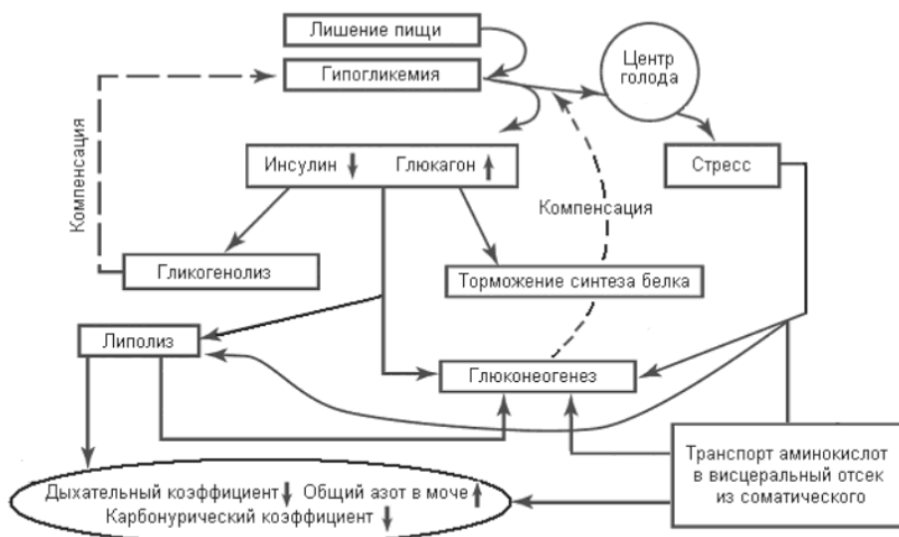 Лишение пищи
Гипогликемия
Центр
голода
Компенсация
Инсулин ↓ Глюкагон ↑
Стресс
Компенсация
Гликогенолиз
Торможение синтеза белка
Липолиз
Глюконеогенез
Транспорт аминокислот
в висцеральный отсек
из соматического
Дыхательный коэффициент ↓ Общий азот в моче ↑
Карбонурический коэффициент ↓